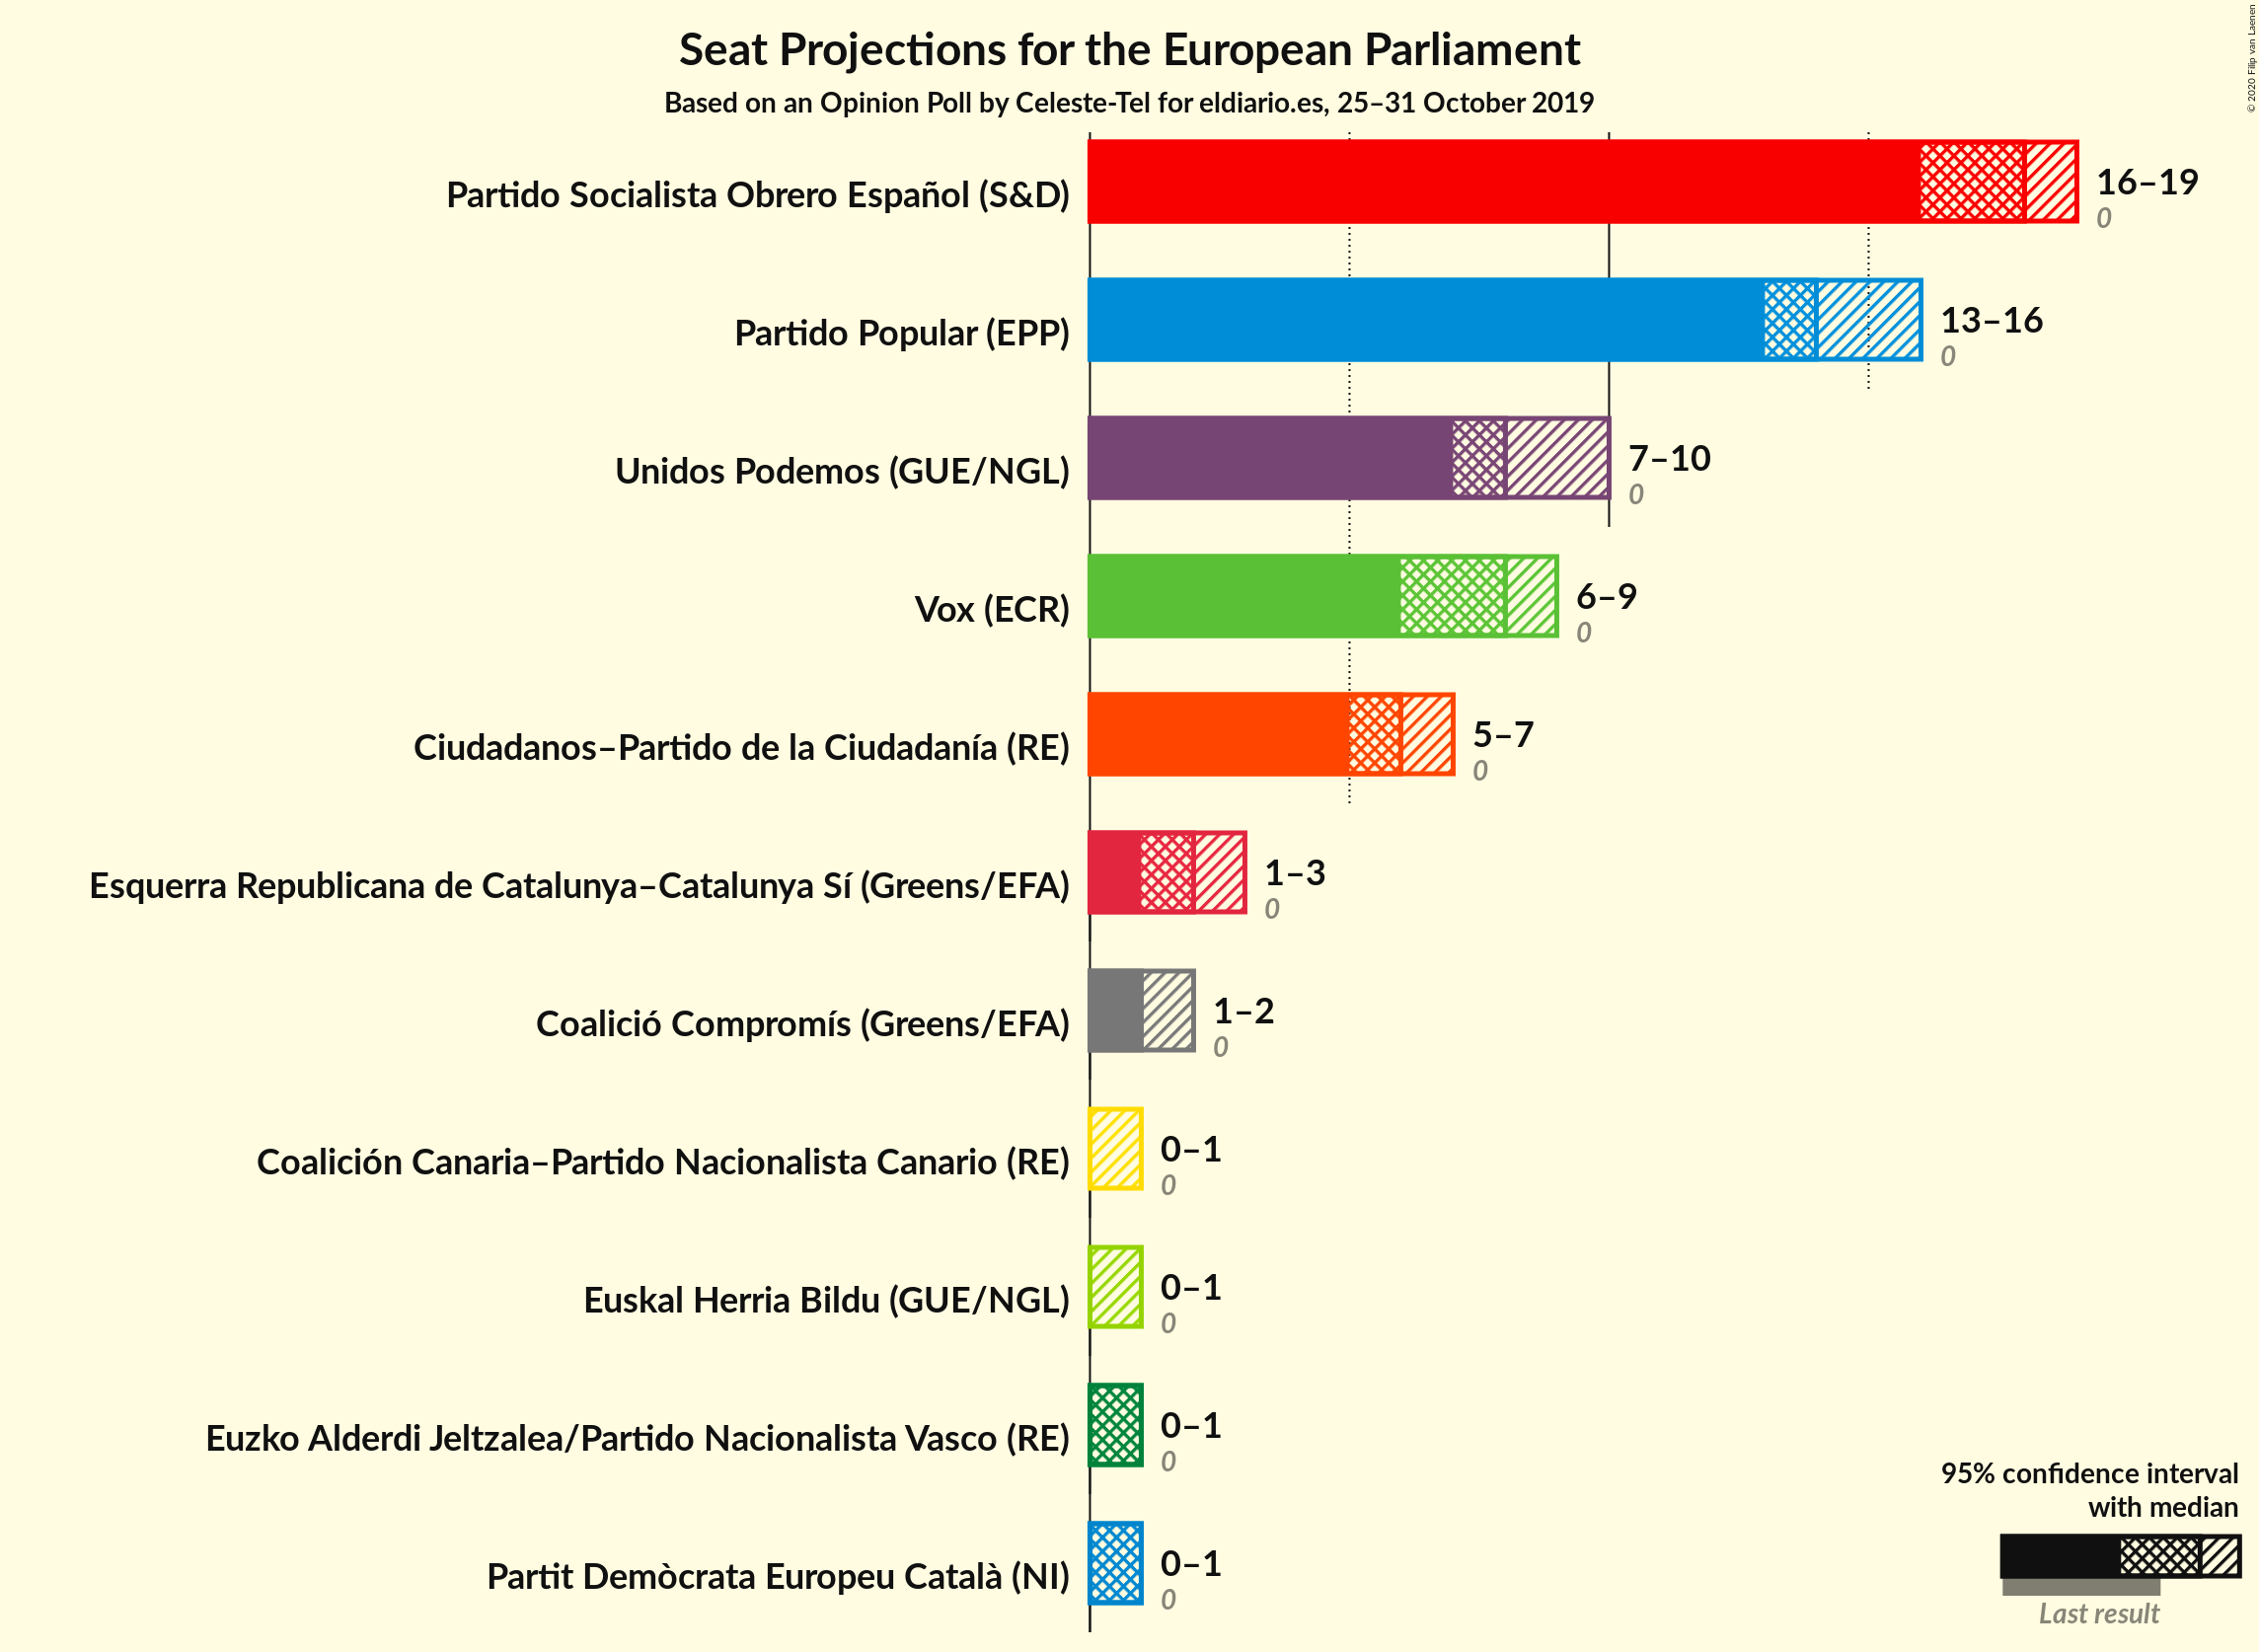 Seat Projections for the European Parliament
Based on an Opinion Poll by Celeste-Tel for eldiario.es, 25–31 October 2019
© 2020 Filip van Laenen
Partido Socialista Obrero Español (S&D)
16–19
0
Partido Popular (EPP)
13–16
0
Unidos Podemos (GUE/NGL)
7–10
0
Vox (ECR)
6–9
0
Ciudadanos–Partido de la Ciudadanía (RE)
5–7
0
Esquerra Republicana de Catalunya–Catalunya Sí (Greens/EFA)
1–3
0
Coalició Compromís (Greens/EFA)
1–2
0
Coalición Canaria–Partido Nacionalista Canario (RE)
0–1
0
Euskal Herria Bildu (GUE/NGL)
0–1
0
Euzko Alderdi Jeltzalea/Partido Nacionalista Vasco (RE)
0–1
0
Partit Demòcrata Europeu Català (NI)
0–1
0
95% confidence interval
with median
Last result